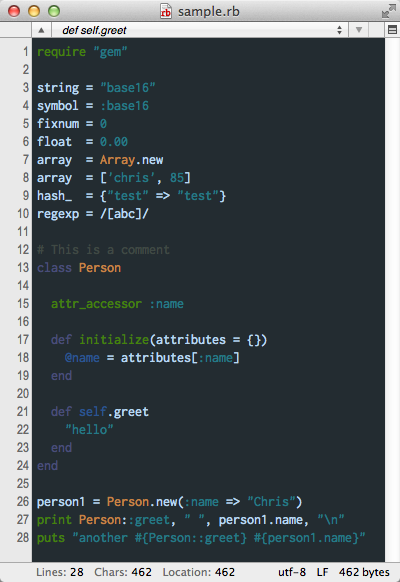 sample.rb
def self.greet
1 require "gem"
2
3 string = "base16"
4 symbol = :base16
5 fixnum = 0
6 float  = 0.00
7 array  = Array.new
8 array  = ['chris', 85]
9 hash_  = {"test" => "test"}
10 regexp = /[abc]/
11
12 # This is a comment
13 class Person
14
15   attr_accessor :name
16
17   def initialize(attributes = {})
18     @name = attributes[:name]
19   end
20
21   def self.greet
22     "hello"
23   end
24 end
25
26 person1 = Person.new(:name => "Chris")
27 print Person::greet, " ", person1.name, "\n"
28 puts "another #{Person::greet} #{person1.name}"
Lines: 28 Chars: 462 Location: 462 utf-8 LF 462 bytes